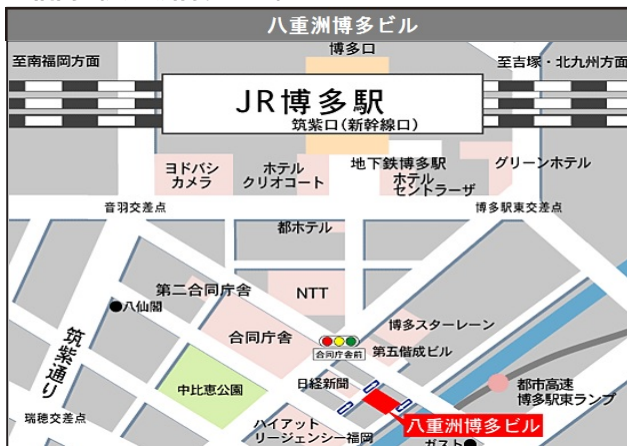 八重洲博多ビル
至南福岡方面
博多口
至吉塚・北九州方面
JR博多駅
筑紫口(新幹線口)
ヨドバシ
カメラ
ホテル
クリオコート
地下鉄博多駅
ホテル
セントラーザ
グリーンホテル
音羽交差点
博多駅東交差点
都ホテル
第二合同庁舎
NTT
八仙閣
合同庁舎
博多スターレーン
合同庁舎前
第五偕成ビル
筑紫通り
中比恵公園
日経新聞
都市高速
博多駅東ランプ
瑞穂交差点
ハイアット
リージェンシー福岡
八重洲博多ビル
ガスト